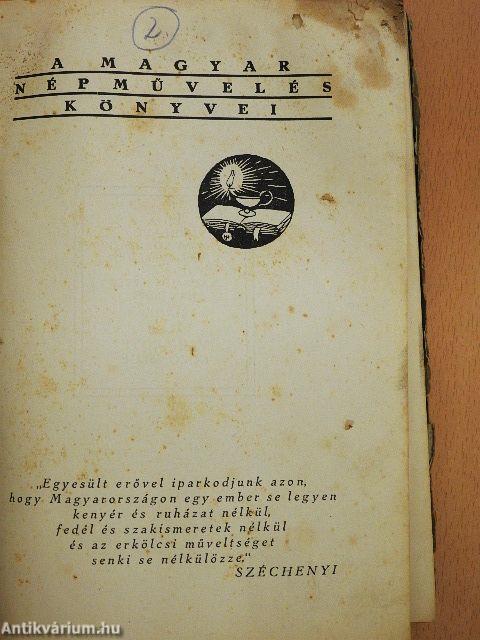 2.
A MAGYAR
NÉPMŰVELÉS
KÖNYVEI
„Egyesült erővel iparkodjunk azon,
hogy Magyarországon egy ember se legyen
kenyér és ruházat nélkül,
fedél és szakismeretek nélkül
és az erkölcsi műveltséget
senki se nélkülözze."
SZÉCHENYI
Antikvárium.hu